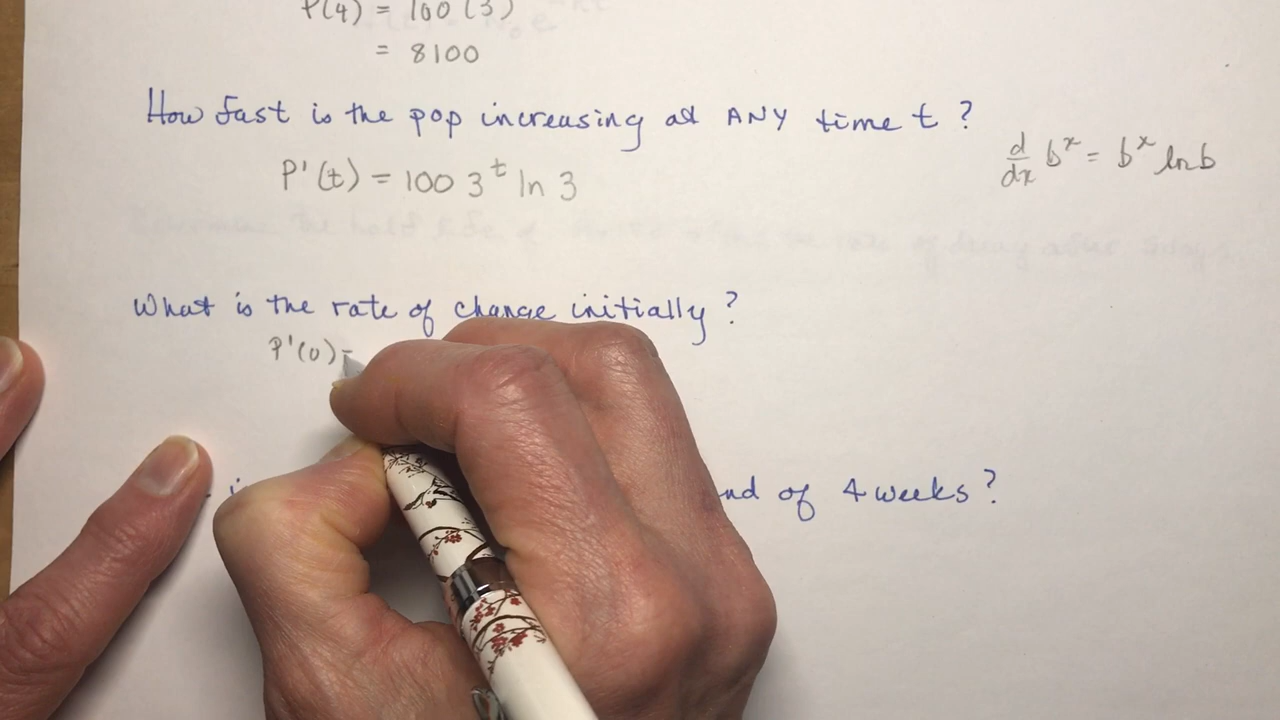 P(4) = 100 (3)
= 8100
How fast is the pop increasing at ANY time t ?
P'(t) = 100 3^t ln 3
d/dx b^x = b^x ln b
What is the rate of change initially ?
P'(0) =
nd of 4 weeks ?